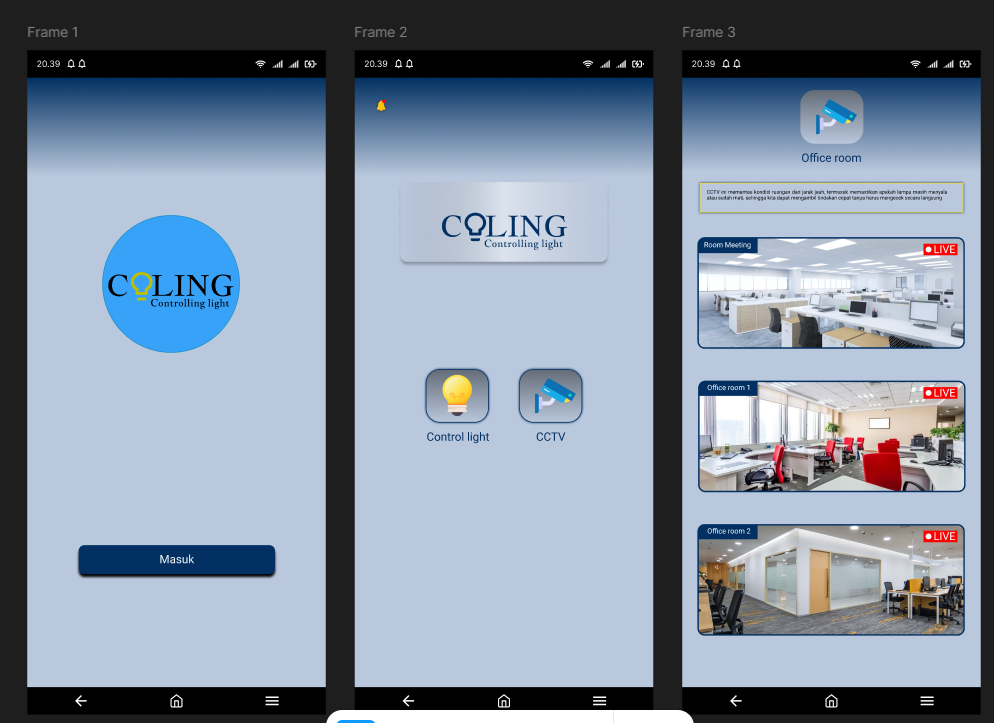 Frame 1
20.39
COLING
Controlling light
Masuk
Frame 2
20.39
COLING
Controlling light
Control light
CCTV
Frame 3
20.39
Office room
CCTV ini memantau kondisi ruangan dari jarak jauh, termasuk memastikan apakah lampu masih menyala
atau sudah mati, sehingga kita dapat mengambil tindakan cepat tanpa harus mengecek secara langsung
Room Meeting
LIVE
Office room 1
LIVE
Office room 2
LIVE